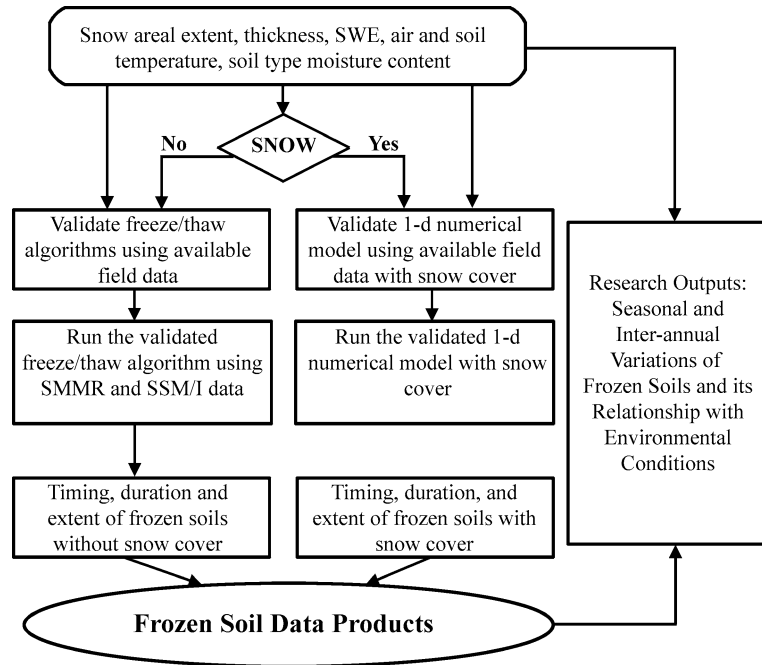 Snow areal extent, thickness, SWE, air and soil
temperature, soil type moisture content
No
SNOW
Yes
Validate freeze/thaw
algorithms using available
field data
Validate 1-d numerical
model using available field
data with snow cover
Run the validated
freeze/thaw algorithm using
SMMR and SSM/I data
Run the validated 1-d
numerical model with snow
cover
Timing, duration and
extent of frozen soils
without snow cover
Timing, duration, and
extent of frozen soils with
snow cover
Frozen Soil Data Products
Research Outputs:
Seasonal and
Inter-annual
Variations of
Frozen Soils and its
Relationship with
Environmental
Conditions